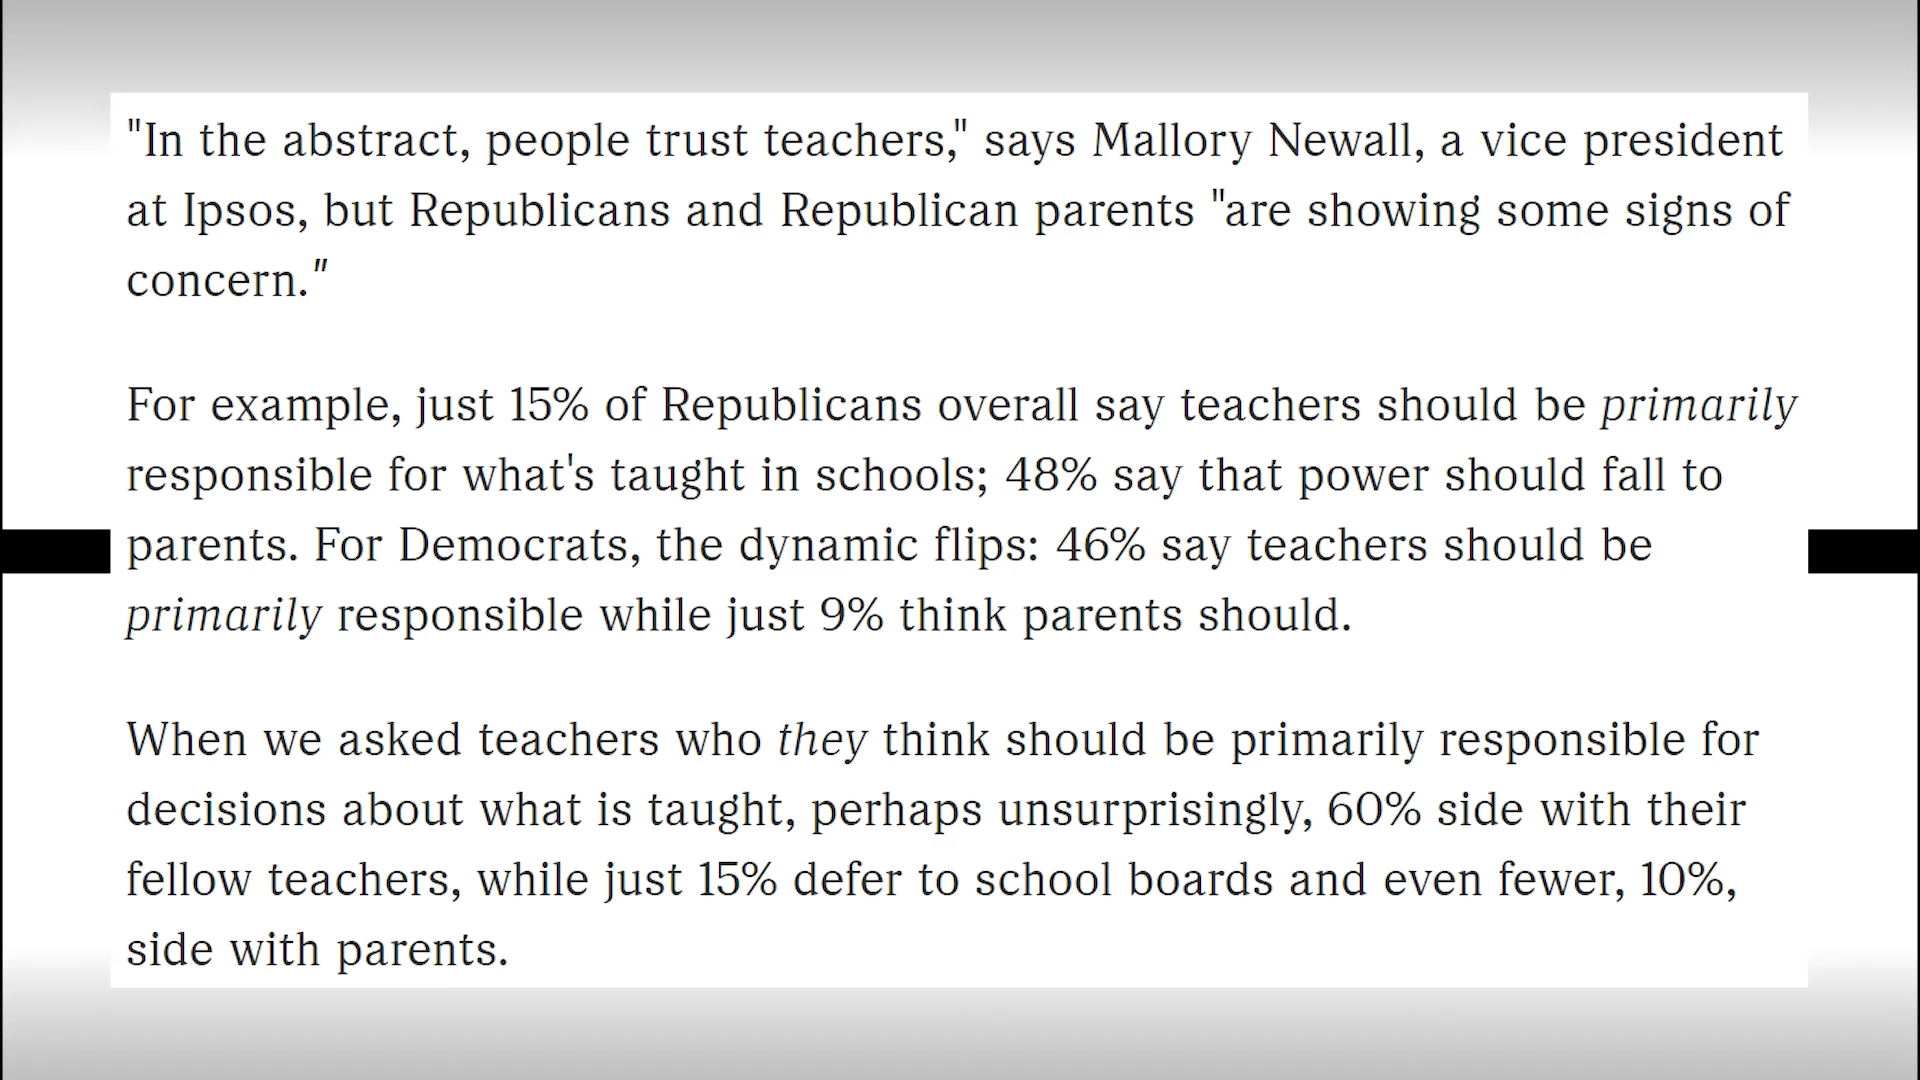 "In the abstract, people trust teachers," says Mallory Newall, a vice president
at Ipsos, but Republicans and Republican parents "are showing some signs of
concern."
For example, just 15% of Republicans overall say teachers should be primarily
responsible for what's taught in schools; 48% say that power should fall to
parents. For Democrats, the dynamic flips: 46% say teachers should be
primarily responsible while just 9% think parents should.
When we asked teachers who they think should be primarily responsible for
decisions about what is taught, perhaps unsurprisingly, 60% side with their
fellow teachers, while just 15% defer to school boards and even fewer, 10%,
side with parents.